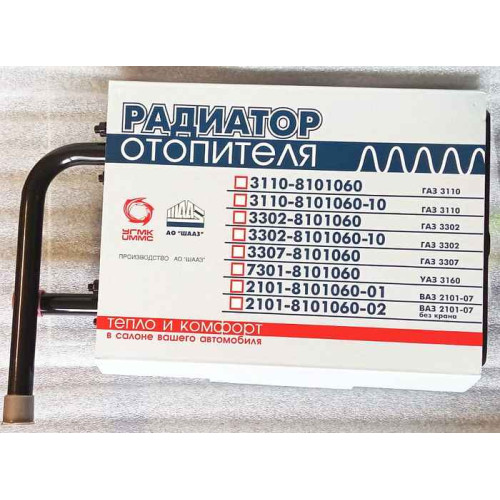 РАДИАТОР
ОТОПИТЕЛЯ
3110-8101060 ГАЗ 3110
3110-8101060-10 ГАЗ 3110
3302-8101060 ГАЗ 3302
3302-8101060-10 ГАЗ 3302
3307-8101060 ГАЗ 3307
7301-8101060 УАЗ 3160
2101-8101060-01 ВАЗ 2101-07
2101-8101060-02 ВАЗ 2101-07
без крана
УГМК
UMMC
ШААЗ
АО "ШААЗ"
ПРОИЗВОДСТВО АО "ШААЗ"
тепло и комфорт
в салоне вашего автомобиля